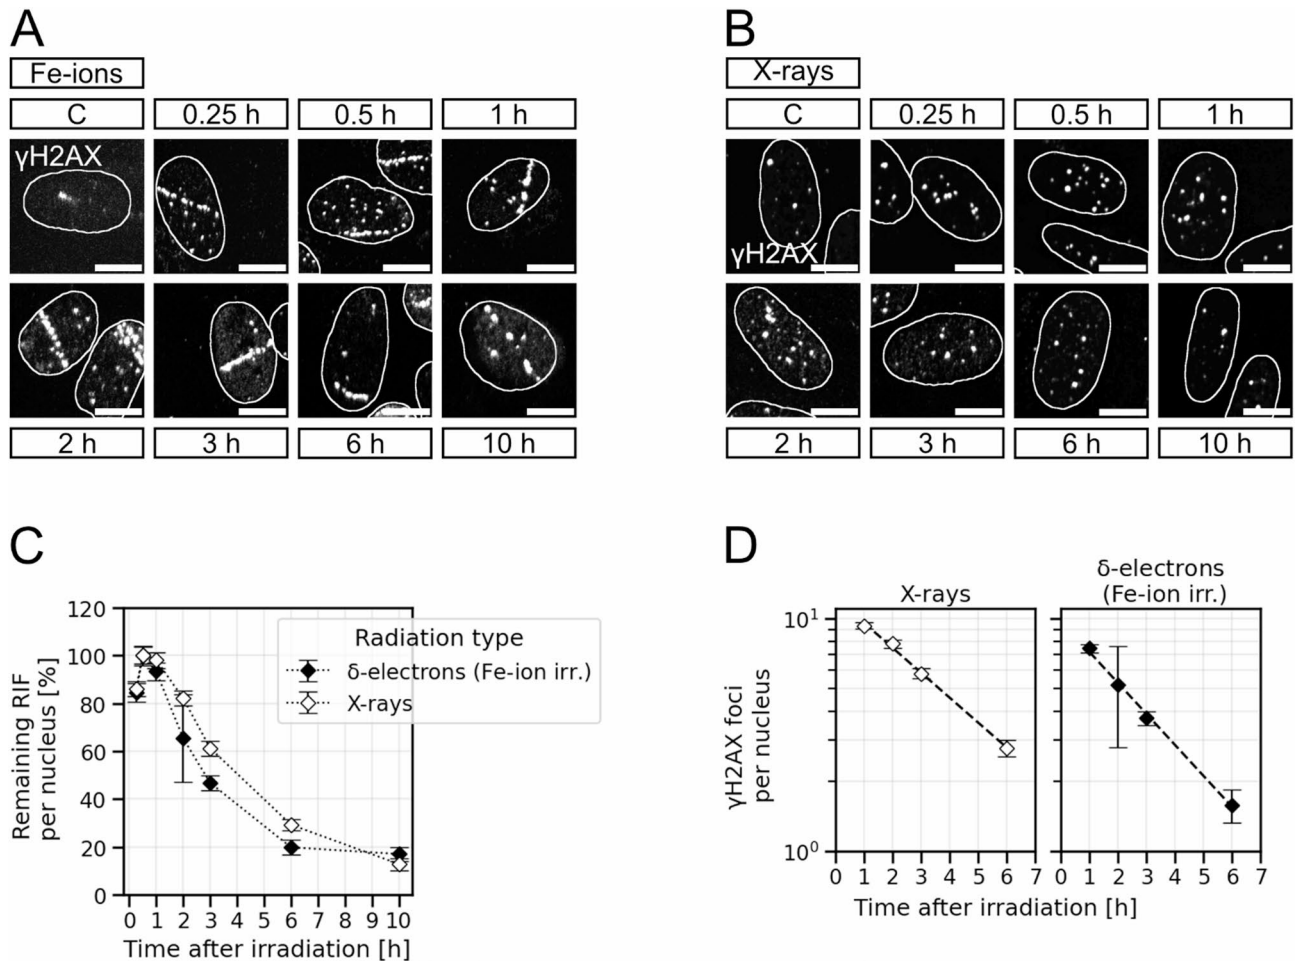 A
Fe-ions
C
0.25 h
0.5 h
1 h
γH2AX
2 h
3 h
6 h
10 h
B
X-rays
C
0.25 h
0.5 h
1 h
γH2AX
2 h
3 h
6 h
10 h
C
Remaining RIF
per nucleus [%]
120
100
80
60
40
20
0
Radiation type
δ-electrons (Fe-ion irr.)
X-rays
0 1 2 3 4 5 6 7 8 9 10
Time after irradiation [h]
D
X-rays
δ-electrons
(Fe-ion irr.)
γH2AX foci
per nucleus
10¹
10⁰
0 1 2 3 4 5 6 7
0 1 2 3 4 5 6 7
Time after irradiation [h]